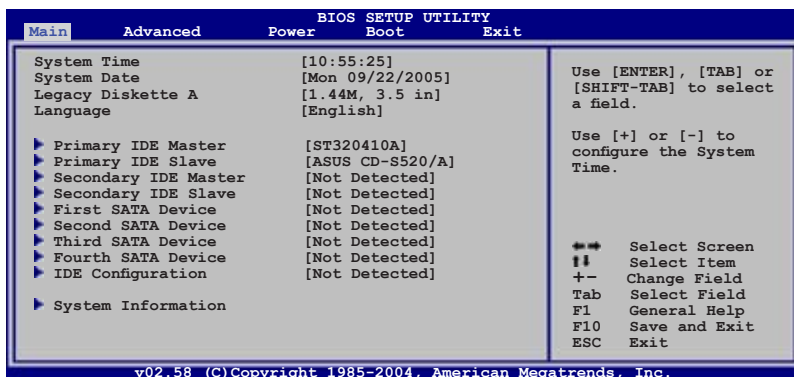 BIOS SETUP UTILITY
Main Advanced Power Boot Exit
System Time [10:55:25]
System Date [Mon 09/22/2005]
Legacy Diskette A [1.44M, 3.5 in]
Language [English]
Primary IDE Master [ST320410A]
Primary IDE Slave [ASUS CD-S520/A]
Secondary IDE Master [Not Detected]
Secondary IDE Slave [Not Detected]
First SATA Device [Not Detected]
Second SATA Device [Not Detected]
Third SATA Device [Not Detected]
Fourth SATA Device [Not Detected]
IDE Configuration [Not Detected]
System Information
Use [ENTER], [TAB] or
[SHIFT-TAB] to select
a field.
Use [+] or [-] to
configure the System
Time.
←→ Select Screen
↑↓ Select Item
+- Change Field
Tab Select Field
F1 General Help
F10 Save and Exit
ESC Exit
v02.58 (C)Copyright 1985-2004, American Megatrends, Inc.